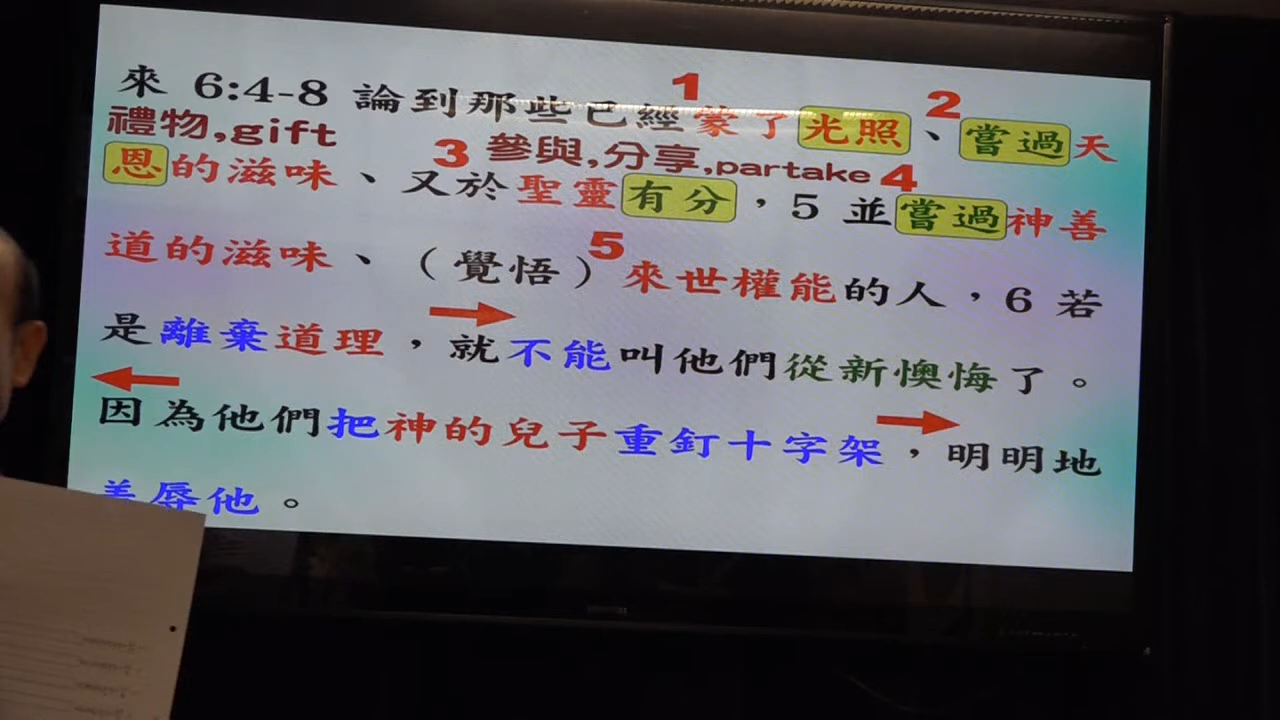 來 6:4-8 論到那些已經蒙了光照、嘗過天
1
2
禮物,gift
3 參與,分享,partake 4
恩的滋味、又於聖靈有分，5 並嘗過神善
5
道的滋味、（覺悟）來世權能的人，6 若
是離棄道理，就不能叫他們從新懊悔了。
因為他們把神的兒子重釘十字架，明明地
羞辱他。